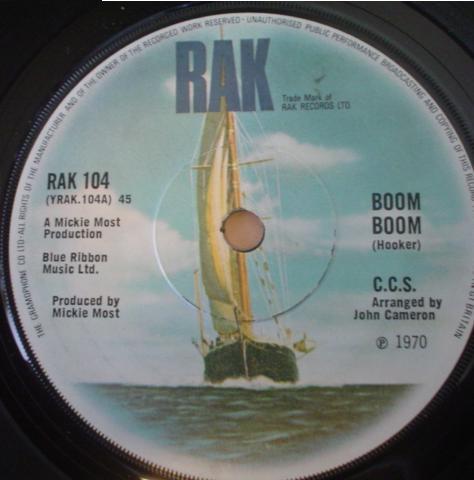 THE GRAMOPHONE CO LTD·ALL RIGHTS OF THE MANUFACTURER AND OF THE OWNER OF THE RECORDED WORK RESERVED·UNAUTHORISED PUBLIC PERFORMANCE BROADCASTING AND COPYING OF THIS RECORD
IN BRITAIN
RAK
Trade Mark of
RAK RECORDS LTD
RAK 104
(YRAK.104A) 45
A Mickie Most
Production
Blue Ribbon
Music Ltd.
Produced by
Mickie Most
BOOM
BOOM
(Hooker)
C.C.S.
Arranged by
John Cameron
℗ 1970